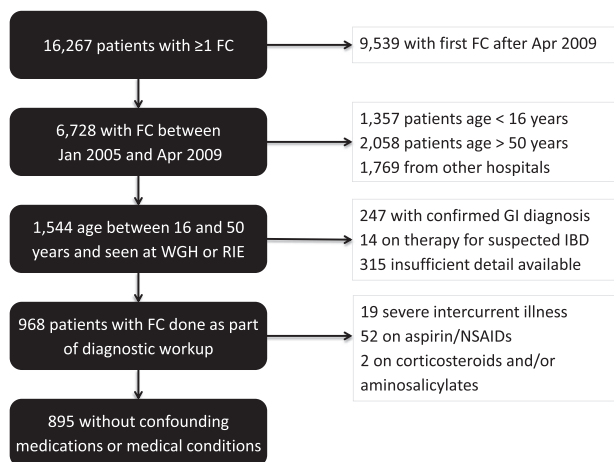 16,267 patients with ≥1 FC
9,539 with first FC after Apr 2009
6,728 with FC between
Jan 2005 and Apr 2009
1,357 patients age < 16 years
2,058 patients age > 50 years
1,769 from other hospitals
1,544 age between 16 and 50
years and seen at WGH or RIE
247 with confirmed GI diagnosis
14 on therapy for suspected IBD
315 insufficient detail available
968 patients with FC done as part
of diagnostic workup
19 severe intercurrent illness
52 on aspirin/NSAIDs
2 on corticosteroids and/or
aminosalicylates
895 without confounding
medications or medical conditions